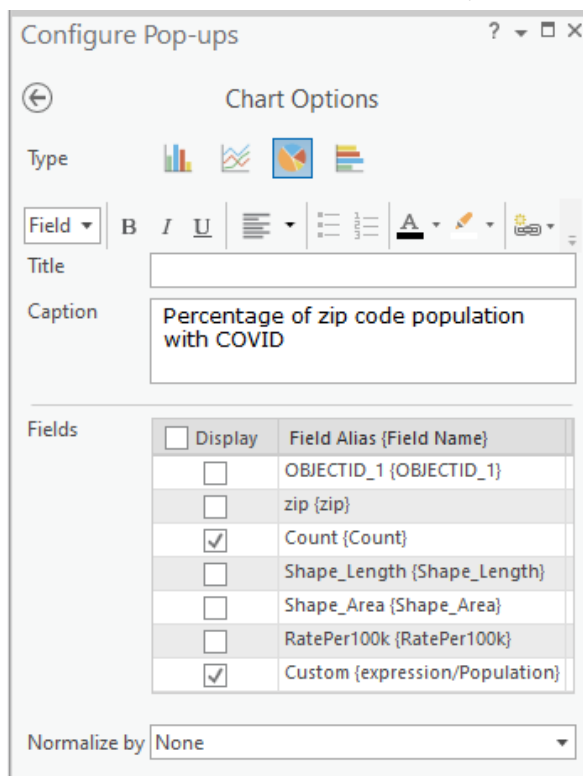 Configure Pop-ups ?
Chart Options
Type
Field B I U A
Title
Caption Percentage of zip code population
with COVID
Fields Display Field Alias {Field Name}
OBJECTID_1 {OBJECTID_1}
zip {zip}
Count {Count}
Shape_Length {Shape_Length}
Shape_Area {Shape_Area}
RatePer100k {RatePer100k}
Custom {expression/Population}
Normalize by None